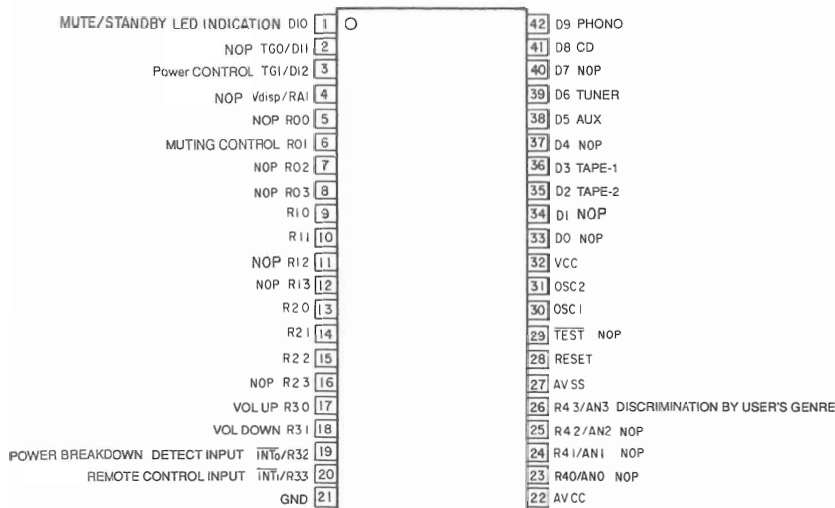 MUTE/STANDBY LED INDICATION D10 1
NOP TG0/D11 2
Power CONTROL TG1/D12 3
NOP Vdisp/RA1 4
NOP R00 5
MUTING CONTROL R01 6
NOP R02 7
NOP R03 8
R10 9
R11 10
NOP R12 11
NOP R13 12
R20 13
R21 14
R22 15
NOP R23 16
VOL UP R30 17
VOL DOWN R31 18
POWER BREAKDOWN DETECT INPUT INT0/R32 19
REMOTE CONTROL INPUT INT1/R33 20
GND 21
42 D9 PHONO
41 D8 CD
40 D7 NOP
39 D6 TUNER
38 D5 AUX
37 D4 NOP
36 D3 TAPE-1
35 D2 TAPE-2
34 D1 NOP
33 D0 NOP
32 VCC
31 OSC2
30 OSC1
29 TEST NOP
28 RESET
27 AVSS
26 R43/AN3 DISCRIMINATION BY USER'S GENRE
25 R42/AN2 NOP
24 R41/AN1 NOP
23 R40/AN0 NOP
22 AVCC